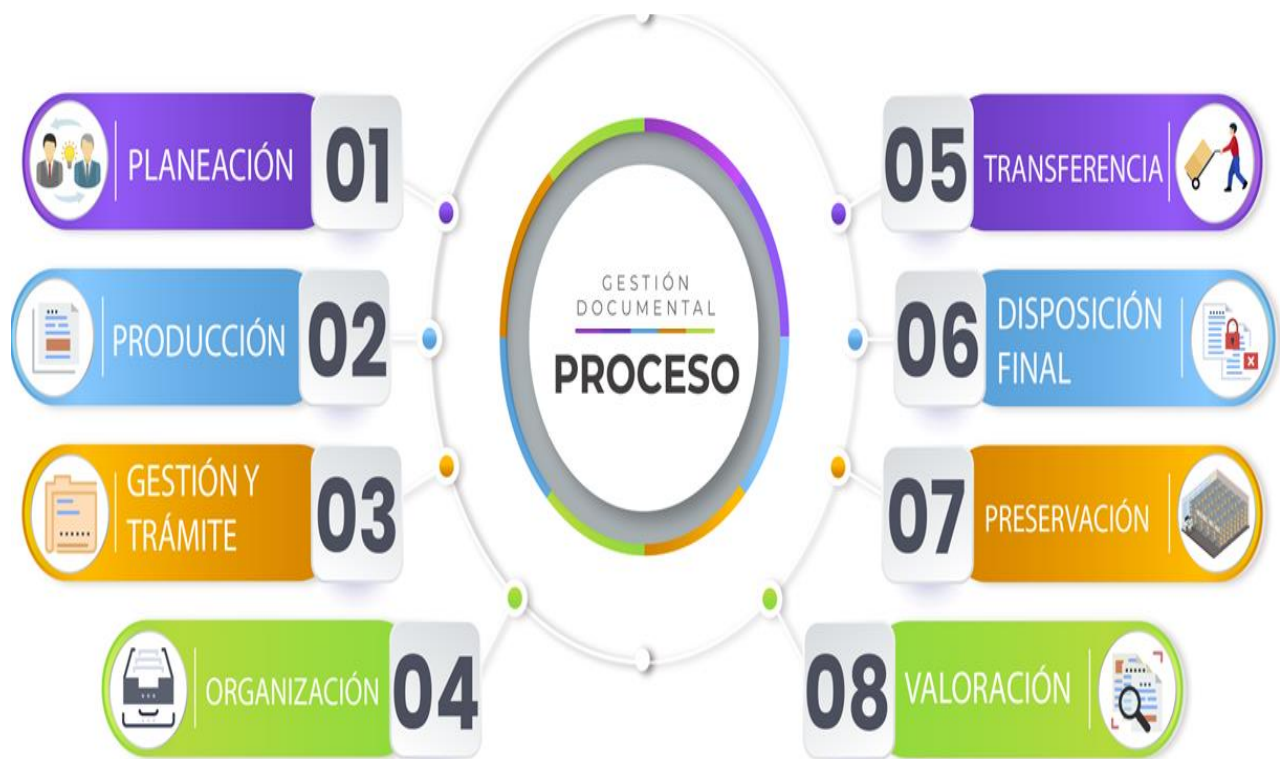 PLANEACIÓN 01
PRODUCCIÓN 02
GESTIÓN Y
TRÁMITE 03
ORGANIZACIÓN 04
GESTIÓN
DOCUMENTAL
PROCESO
05 TRANSFERENCIA
06 DISPOSICIÓN
FINAL
07 PRESERVACIÓN
08 VALORACIÓN